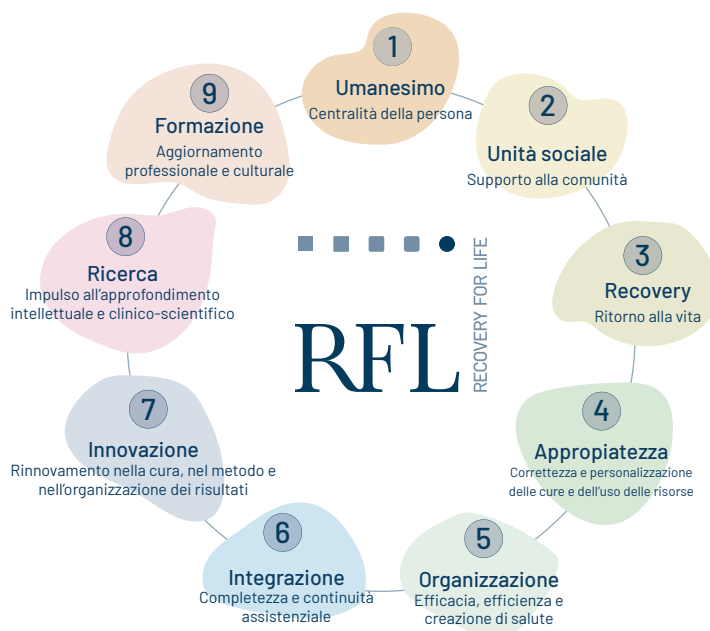 1
Umanesimo
Centralità della persona
2
Unità sociale
Supporto alla comunità
3
Recovery
Ritorno alla vita
4
Appropiatezza
Correttezza e personalizzazione
delle cure e dell'uso delle risorse
5
Organizzazione
Efficacia, efficienza e
creazione di salute
6
Integrazione
Completezza e continuità
assistenziale
7
Innovazione
Rinnovamento nella cura, nel metodo e
nell'organizzazione dei risultati
8
Ricerca
Impulso all'approfondimento
intellettuale e clinico-scientifico
9
Formazione
Aggiornamento
professionale e culturale
RFL
RECOVERY FOR LIFE